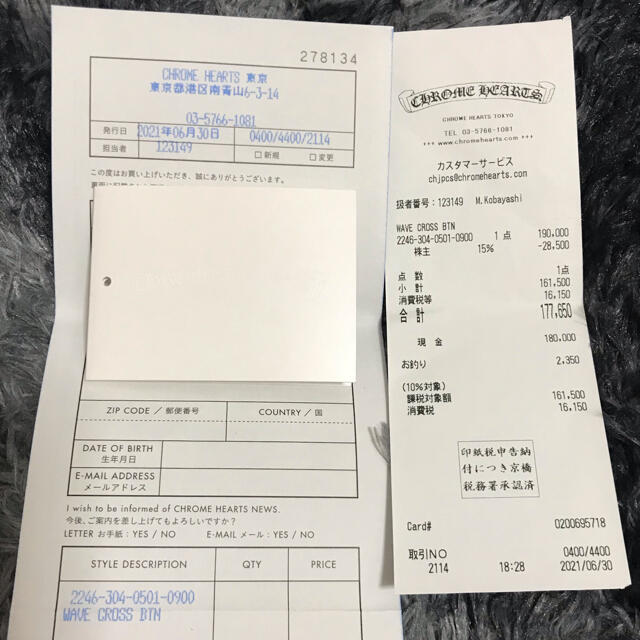 278134
CHROME HEARTS 東京
東京都港区南青山6-3-14
03-5766-1081
発行日 2021年06月30日 0400/4400/2114
担当者 123149 □新規 □変更
この度はお買い上げいただき、誠にありがとうございます。
ZIP CODE / 郵便番号 COUNTRY / 国
DATE OF BIRTH
生年月日
E-MAIL ADDRESS
メールアドレス
I wish to be informed of CHROME HEARTS NEWS.
今後、ご案内を差し上げてもよろしいですか?
LETTER お手紙 : YES / NO E-MAIL メール : YES / NO
STYLE DESCRIPTION QTY PRICE
2246-304-0501-0900
WAVE CROSS BTN
CHROME HEARTS
CHROME HEARTS TOKYO
TEL 03-5766-1081
+++ www.chromehearts.com +++
カスタマーサービス
chjpcs@chromehearts.com
扱者番号:123149 M.Kobayashi
WAVE CROSS BTN
2246-304-0501-0900 1 点 190,000
株主 15% -28,500
点 数 1点
小 計 161,500
消費税等 16,150
合 計 177,650
現 金 180,000
お釣り 2,350
(10%対象)
課税対象額 161,500
消費税 16,150
印紙税申告納
付につき京橋
税務署承認済
Card# 0200695718
取引NO 0400/4400
2114 18:28 2021/06/30